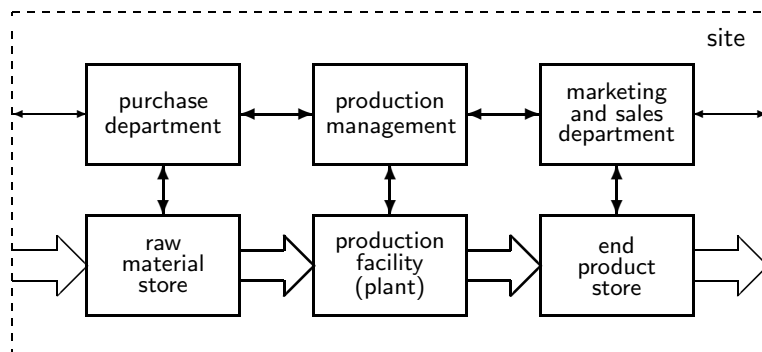 site
purchase
department
production
management
marketing
and sales
department
raw
material
store
production
facility
(plant)
end
product
store